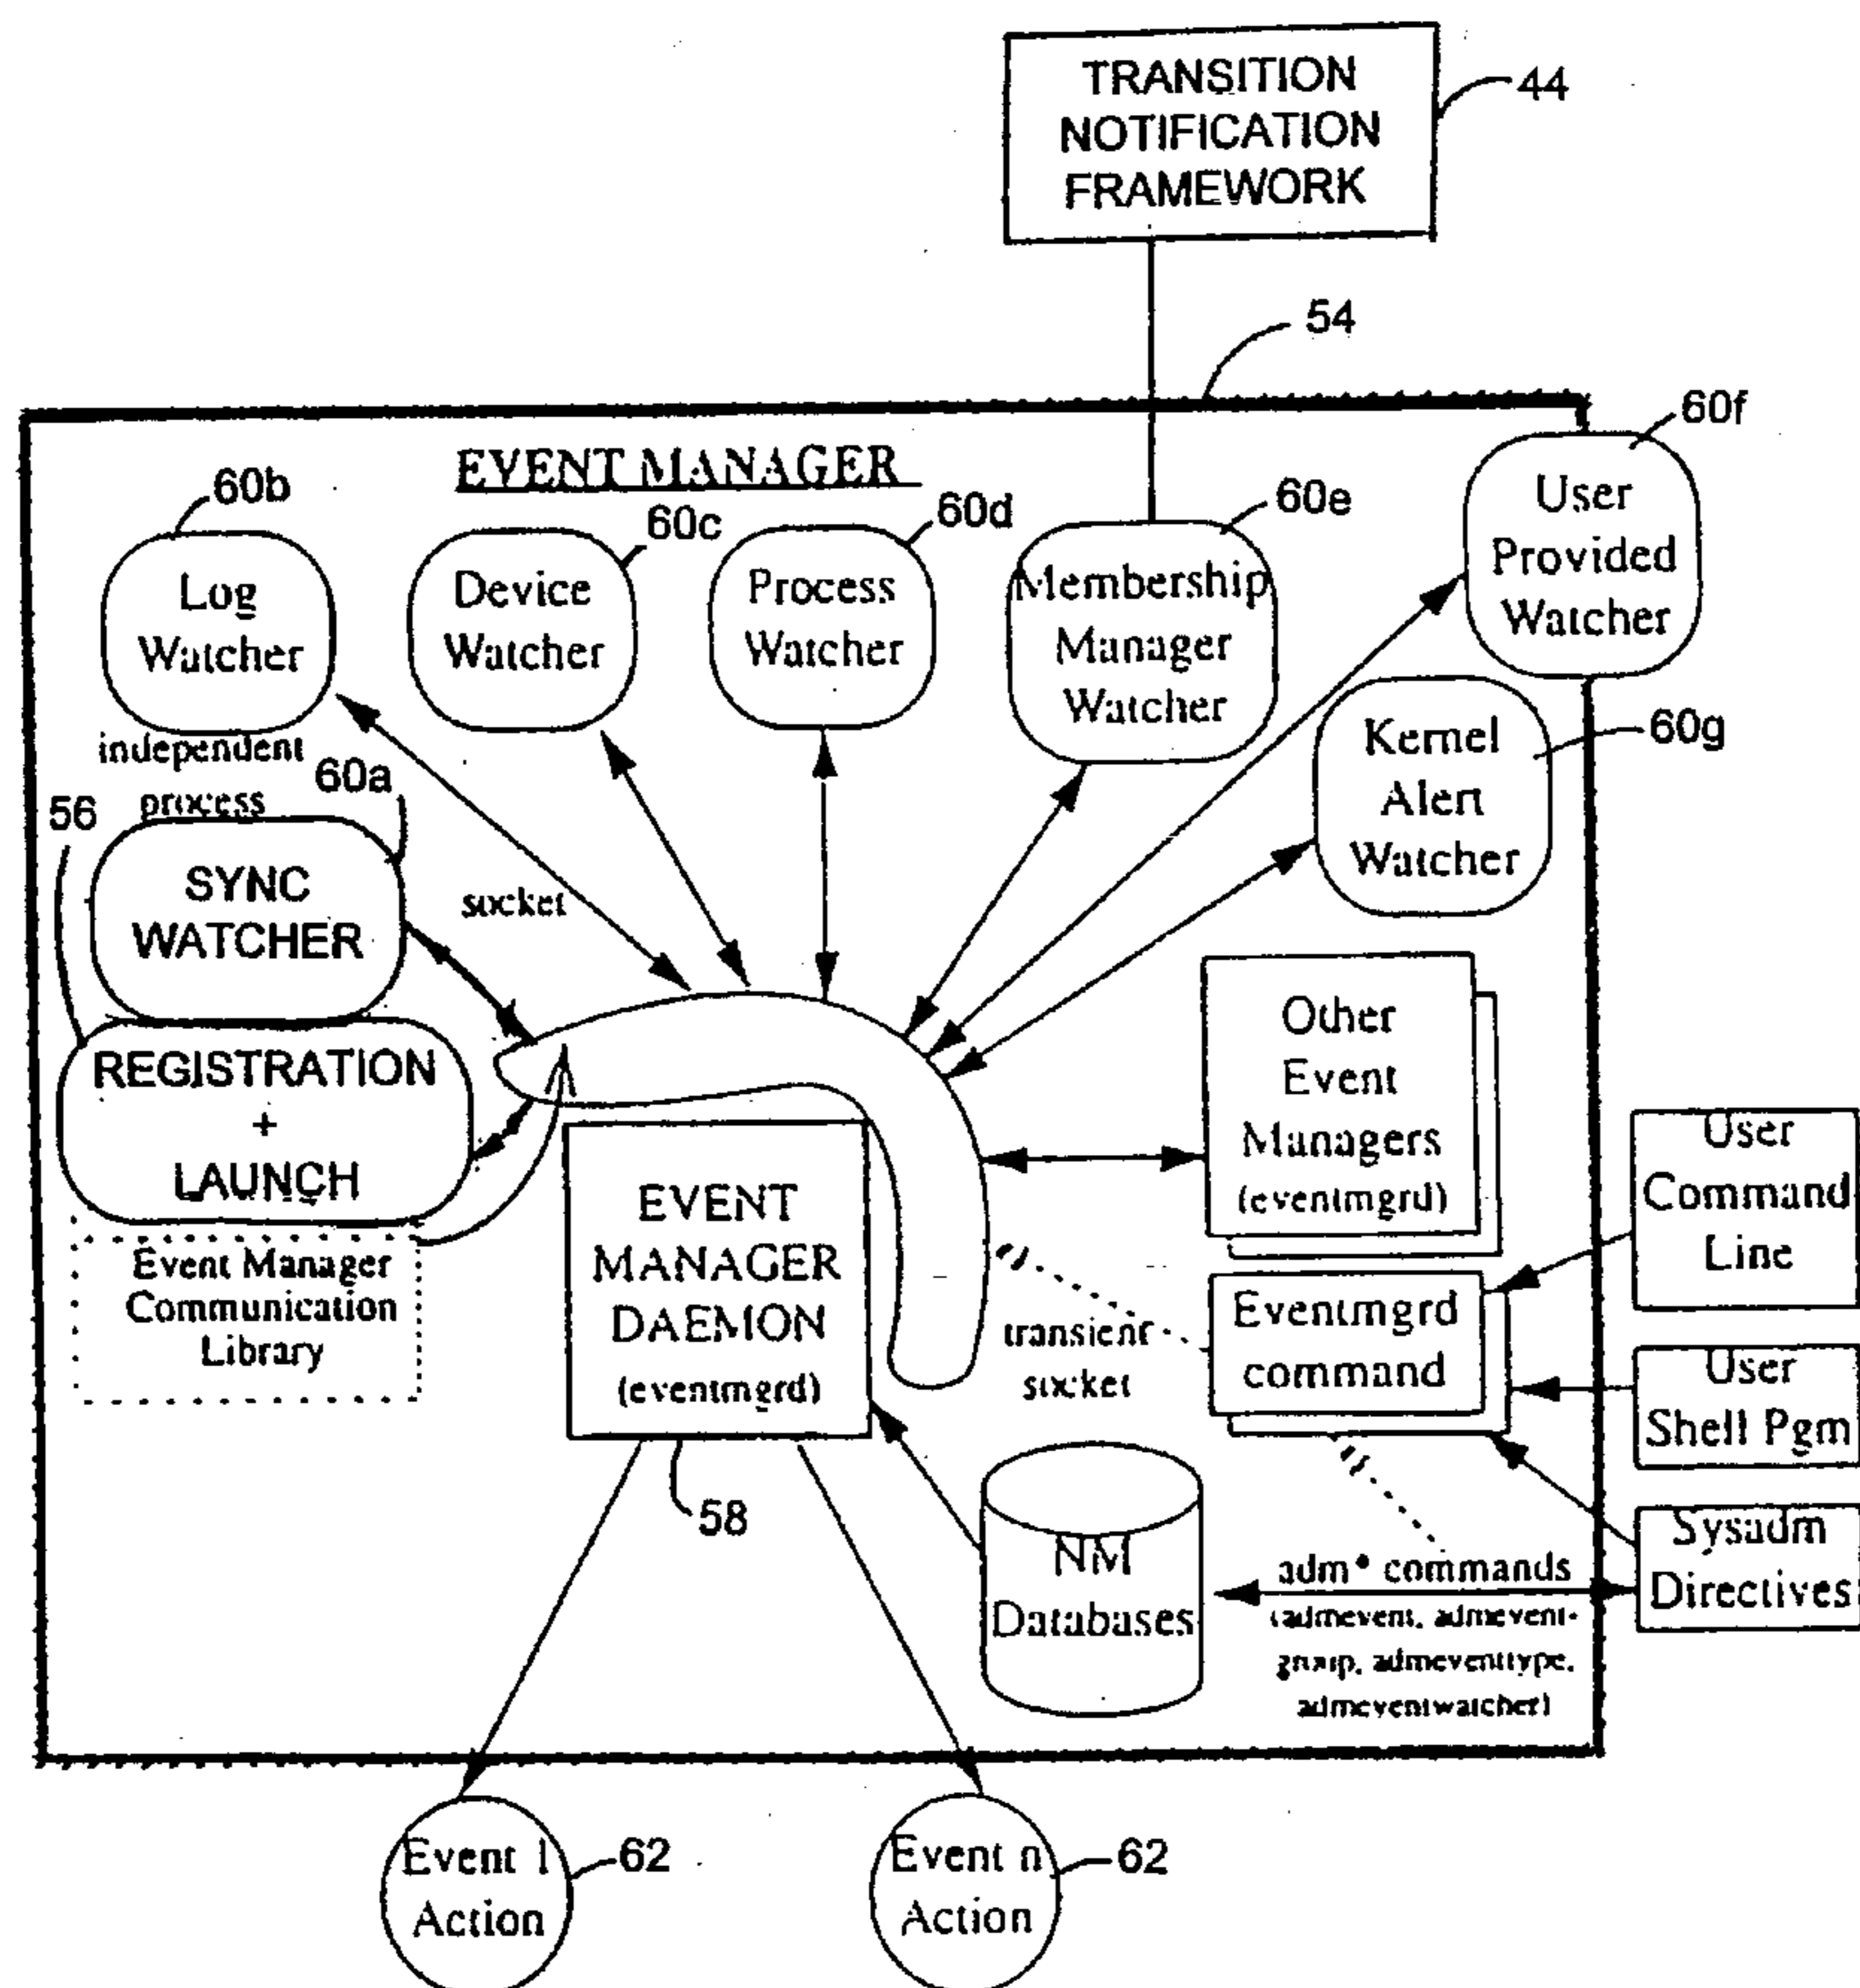 TRANSITION
NOTIFICATION
FRAMEWORK
44
54
60f
EVENT MANAGER
60b
60c
60d
60e
User
Provided
Watcher
Log
Watcher
Device
Watcher
Process
Watcher
Membership
Manager
Watcher
Kernel
Alert
Watcher
60g
independent
process
60a
56
SYNC
WATCHER
socket
REGISTRATION
+
LAUNCH
Other
Event
Managers
(eventmgrd)
Event Manager
Communication
Library
EVENT
MANAGER
DAEMON
(eventmgrd)
transient
socket
Eventmgrd
command
User
Command
Line
User
Shell Pgm
58
NM
Databases
adm* commands
(admevent, admevent-
group, admeventtype,
admeventwatcher)
Sysadm
Directives
Event 1
Action
62
Event n
Action
62